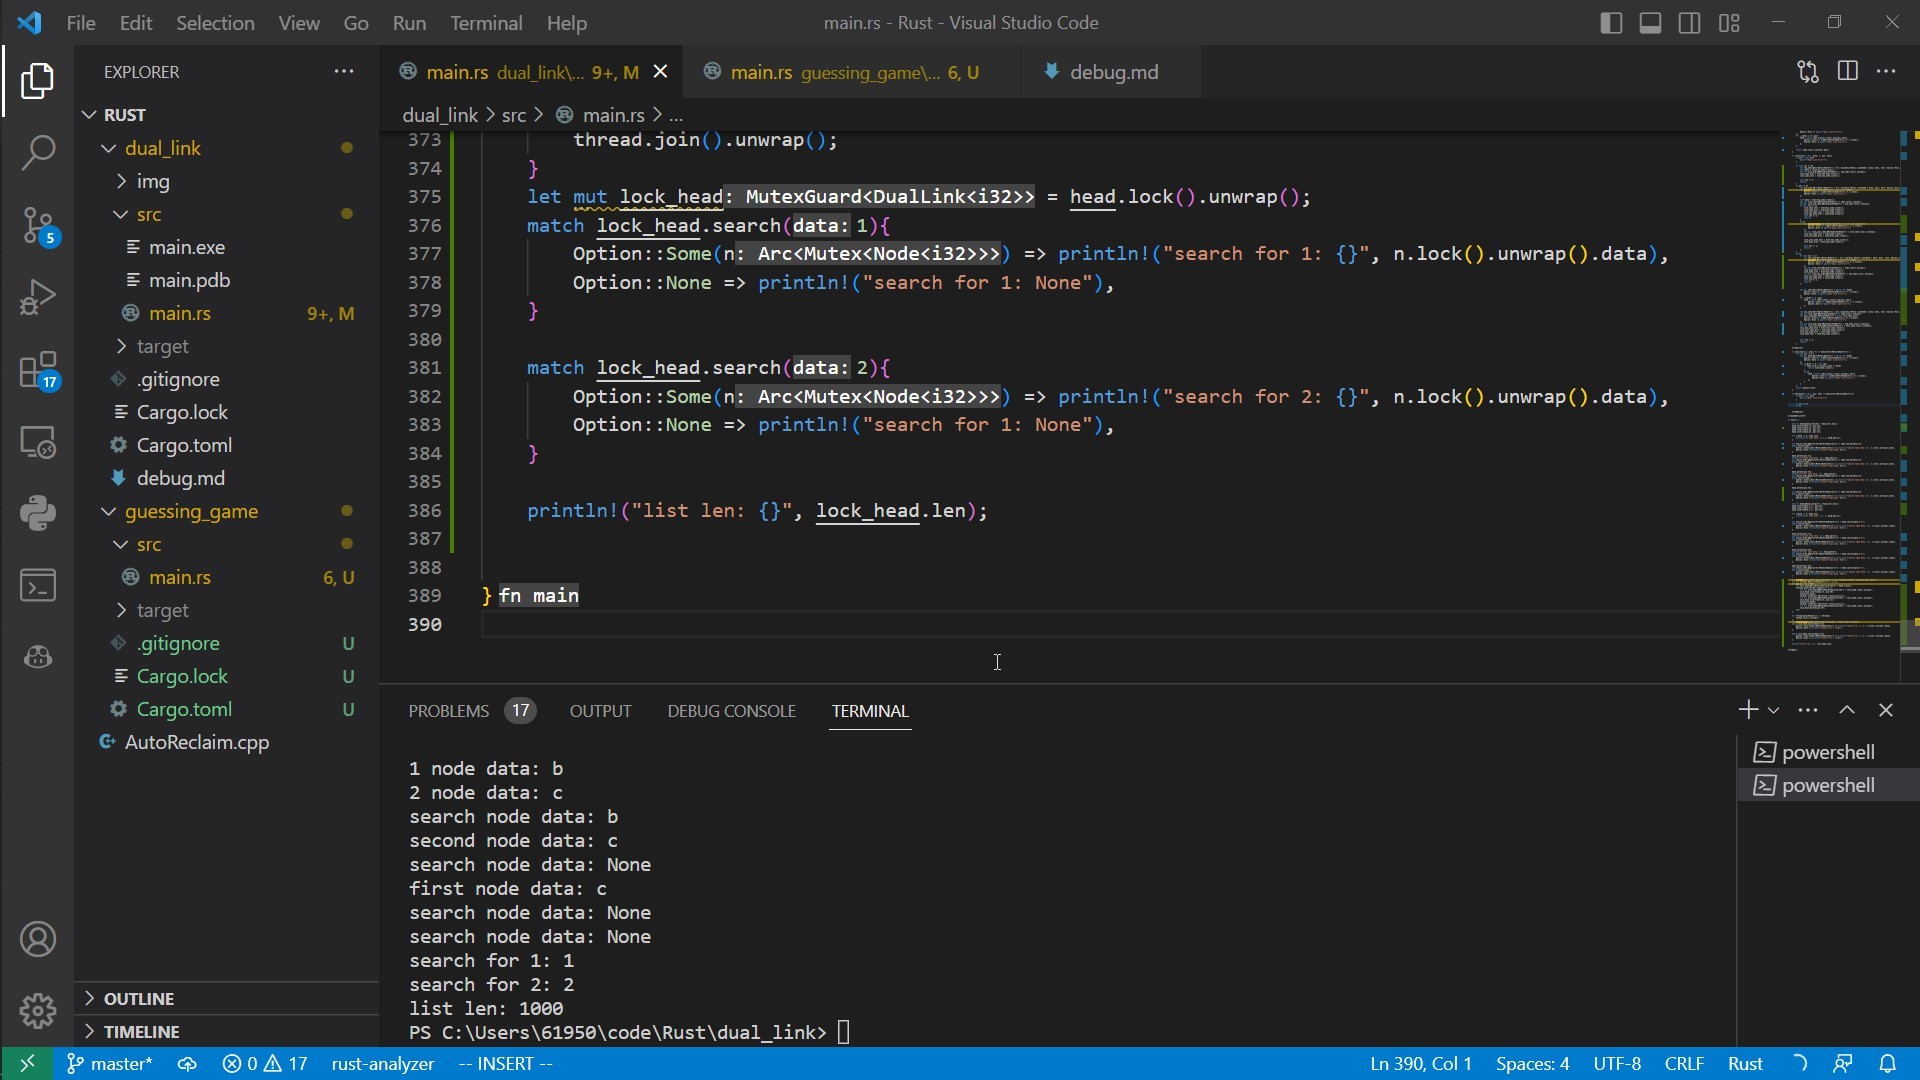 File Edit Selection View Go Run Terminal Help
main.rs - Rust - Visual Studio Code
EXPLORER
RUST
dual_link
img
src
main.exe
main.pdb
main.rs 9+, M
target
.gitignore
Cargo.lock
Cargo.toml
debug.md
guessing_game
src
main.rs 6, U
target
.gitignore U
Cargo.lock U
Cargo.toml U
AutoReclaim.cpp
OUTLINE
TIMELINE
5
17
main.rs dual_link\... 9+, M
main.rs guessing_game\... 6, U
debug.md
dual_link > src > main.rs > ...
373 thread.join().unwrap();
374 }
375 let mut lock_head: MutexGuard<DualLink<i32>> = head.lock().unwrap();
376 match lock_head.search(data: 1){
377 Option::Some(n: Arc<Mutex<Node<i32>>>) => println!("search for 1: {}", n.lock().unwrap().data),
378 Option::None => println!("search for 1: None"),
379 }
380
381 match lock_head.search(data: 2){
382 Option::Some(n: Arc<Mutex<Node<i32>>>) => println!("search for 2: {}", n.lock().unwrap().data),
383 Option::None => println!("search for 1: None"),
384 }
385
386 println!("list len: {}", lock_head.len);
387
388
389 } fn main
390
PROBLEMS 17 OUTPUT DEBUG CONSOLE TERMINAL
1 node data: b
2 node data: c
search node data: b
second node data: c
search node data: None
first node data: c
search node data: None
search node data: None
search for 1: 1
search for 2: 2
list len: 1000
PS C:\Users\61950\code\Rust\dual_link>
powershell
powershell
master* 0 17 rust-analyzer -- INSERT -- Ln 390, Col 1 Spaces: 4 UTF-8 CRLF Rust